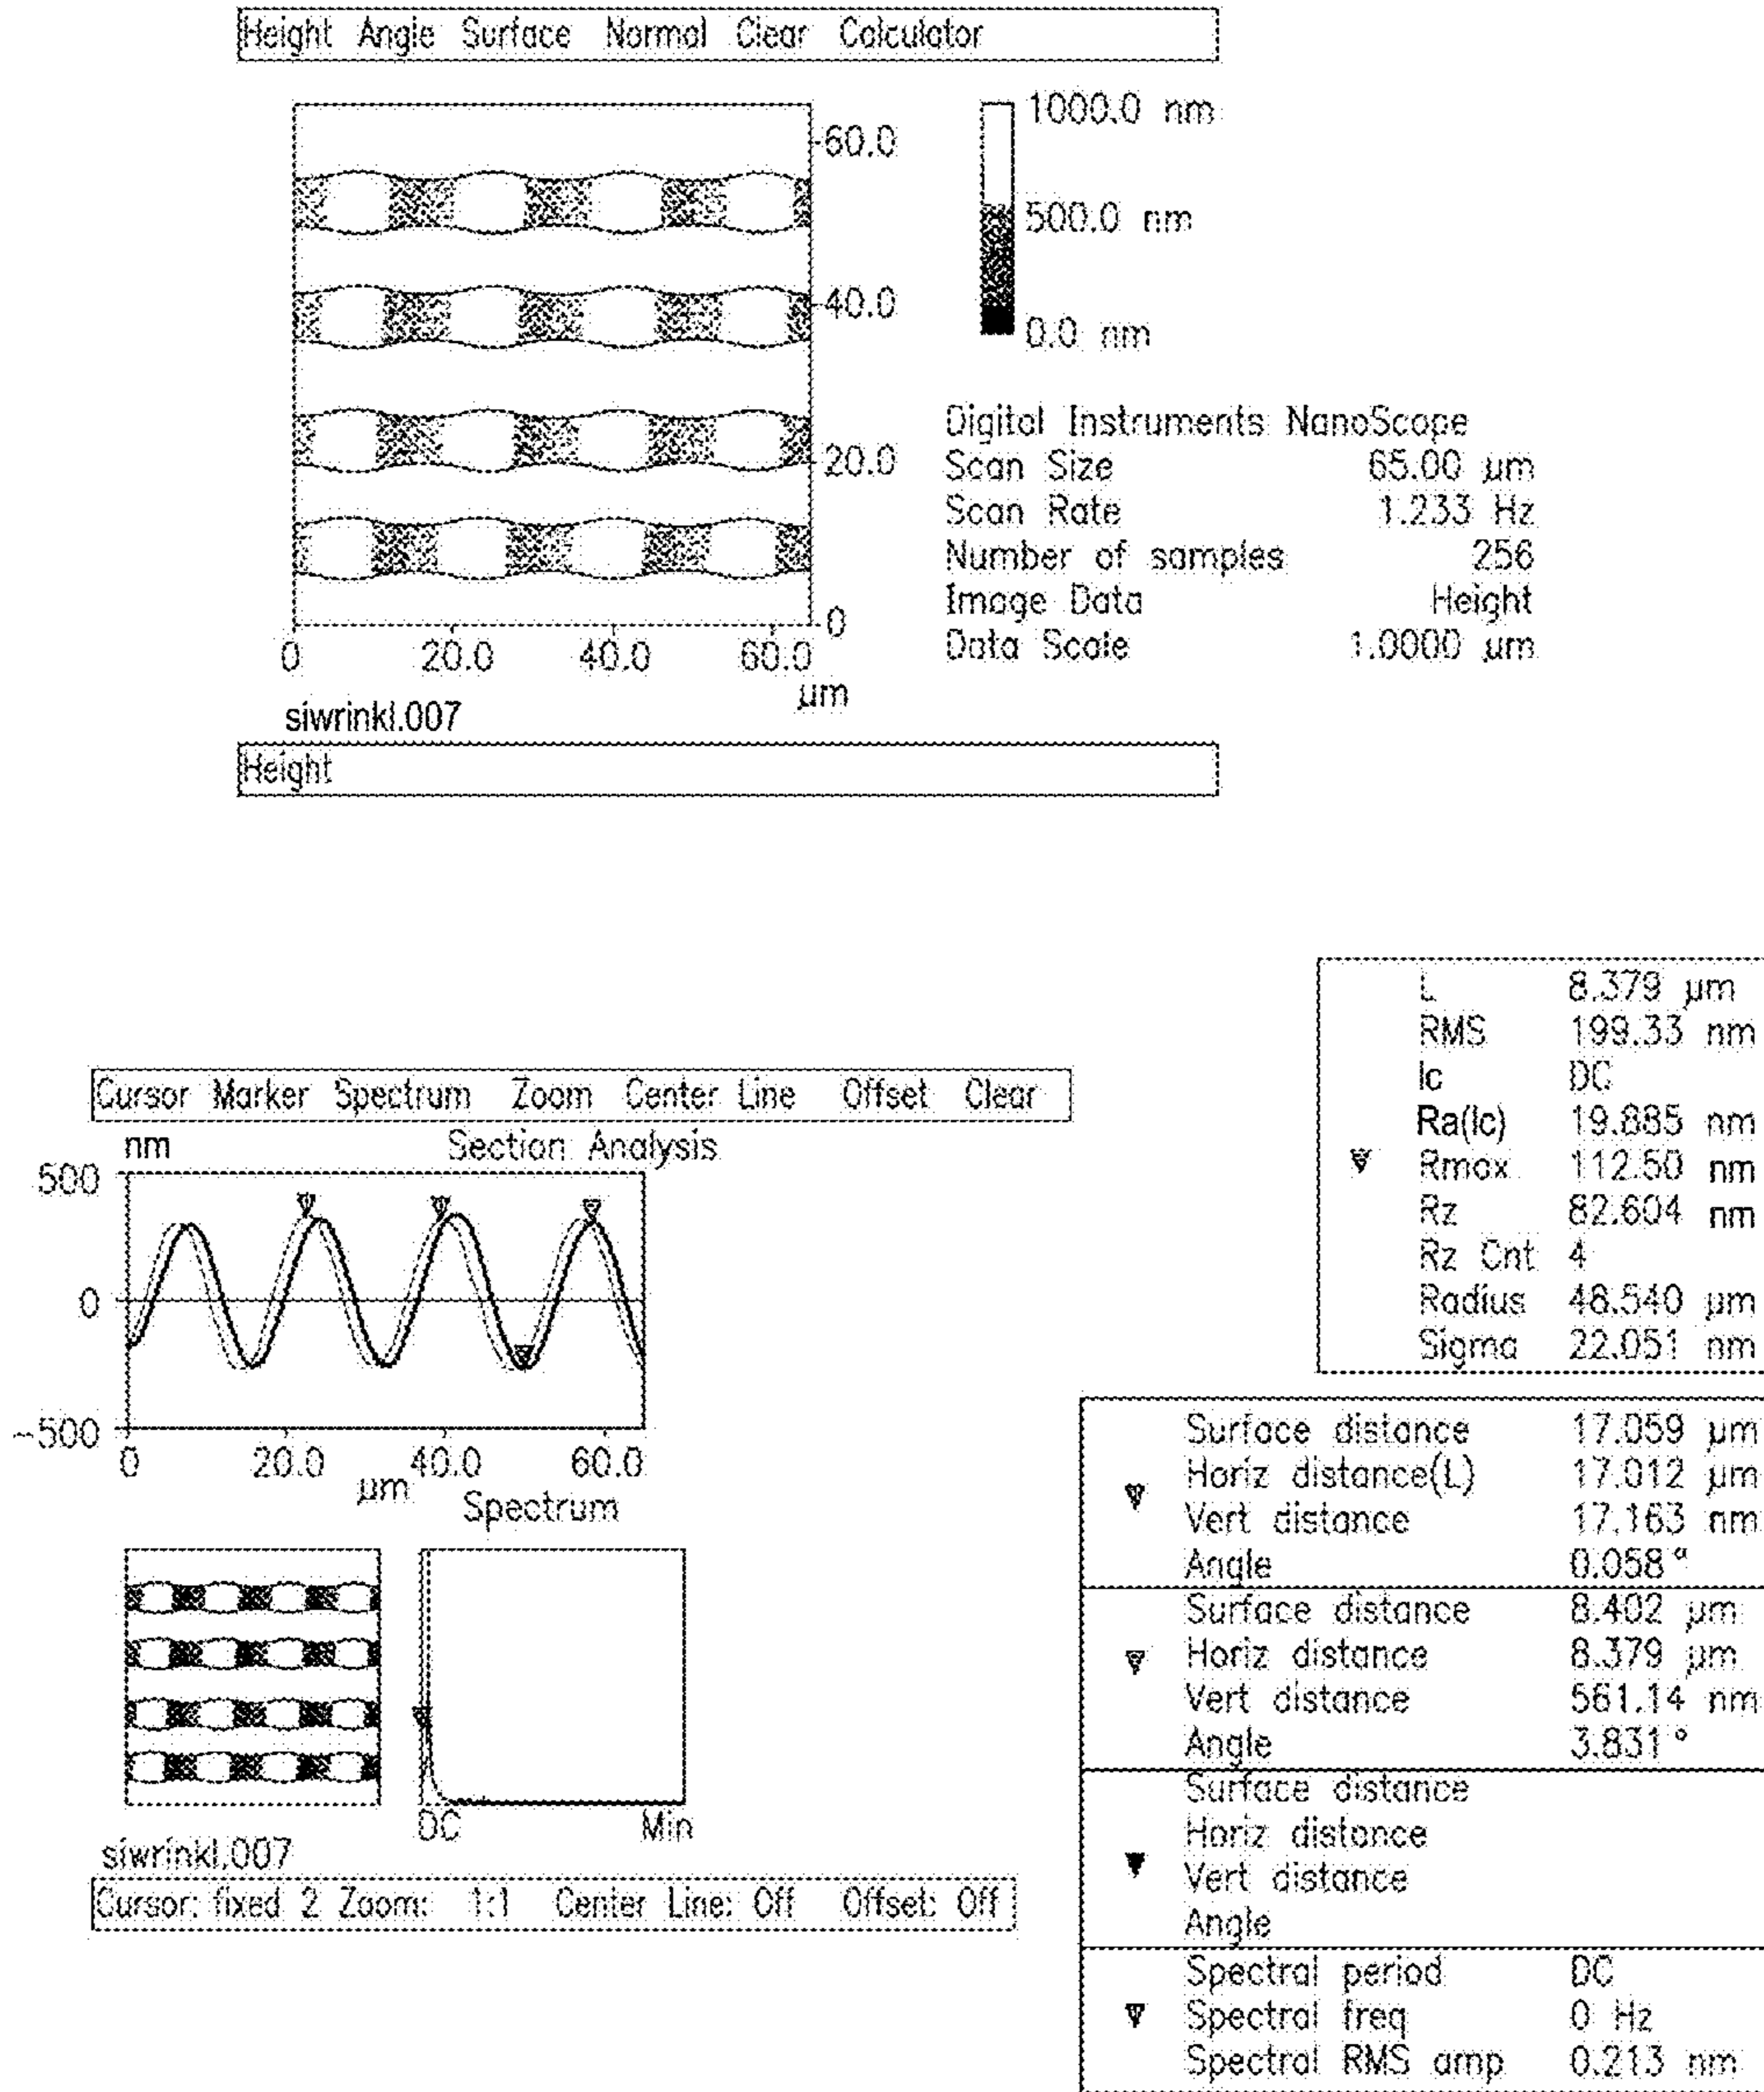 Height Angle Surface Normal Clear Calculator
1000.0 nm
60.0
500.0 nm
40.0
0.0 nm
Digital Instruments NanoScope
20.0
Scan Size 65.00 µm
Scan Rate 1.233 Hz
Number of samples 256
Image Data Height
0
Data Scale 1.0000 µm
0 20.0 40.0 60.0
µm
siwrinkl.007
Height
L 8.379 µm
RMS 199.33 nm
lc DC
Ra(lc) 19.885 nm
Rmax 112.50 nm
Rz 82.604 nm
Rz Cnt 4
Radius 48.540 µm
Sigma 22.051 nm
Cursor Marker Spectrum Zoom Center Line Offset Clear
nm Section Analysis
500
0
-500
0 20.0 40.0 60.0
µm
Spectrum
DC Min
siwrinkl.007
Cursor: fixed 2 Zoom: 1:1 Center Line: Off Offset: Off
Surface distance 17.059 µm
Horiz distance(L) 17.012 µm
Vert distance 17.163 nm
Angle 0.058°
Surface distance 8.402 µm
Horiz distance 8.379 µm
Vert distance 561.14 nm
Angle 3.831°
Surface distance
Horiz distance
Vert distance
Angle
Spectral period DC
Spectral freq 0 Hz
Spectral RMS amp 0.213 nm